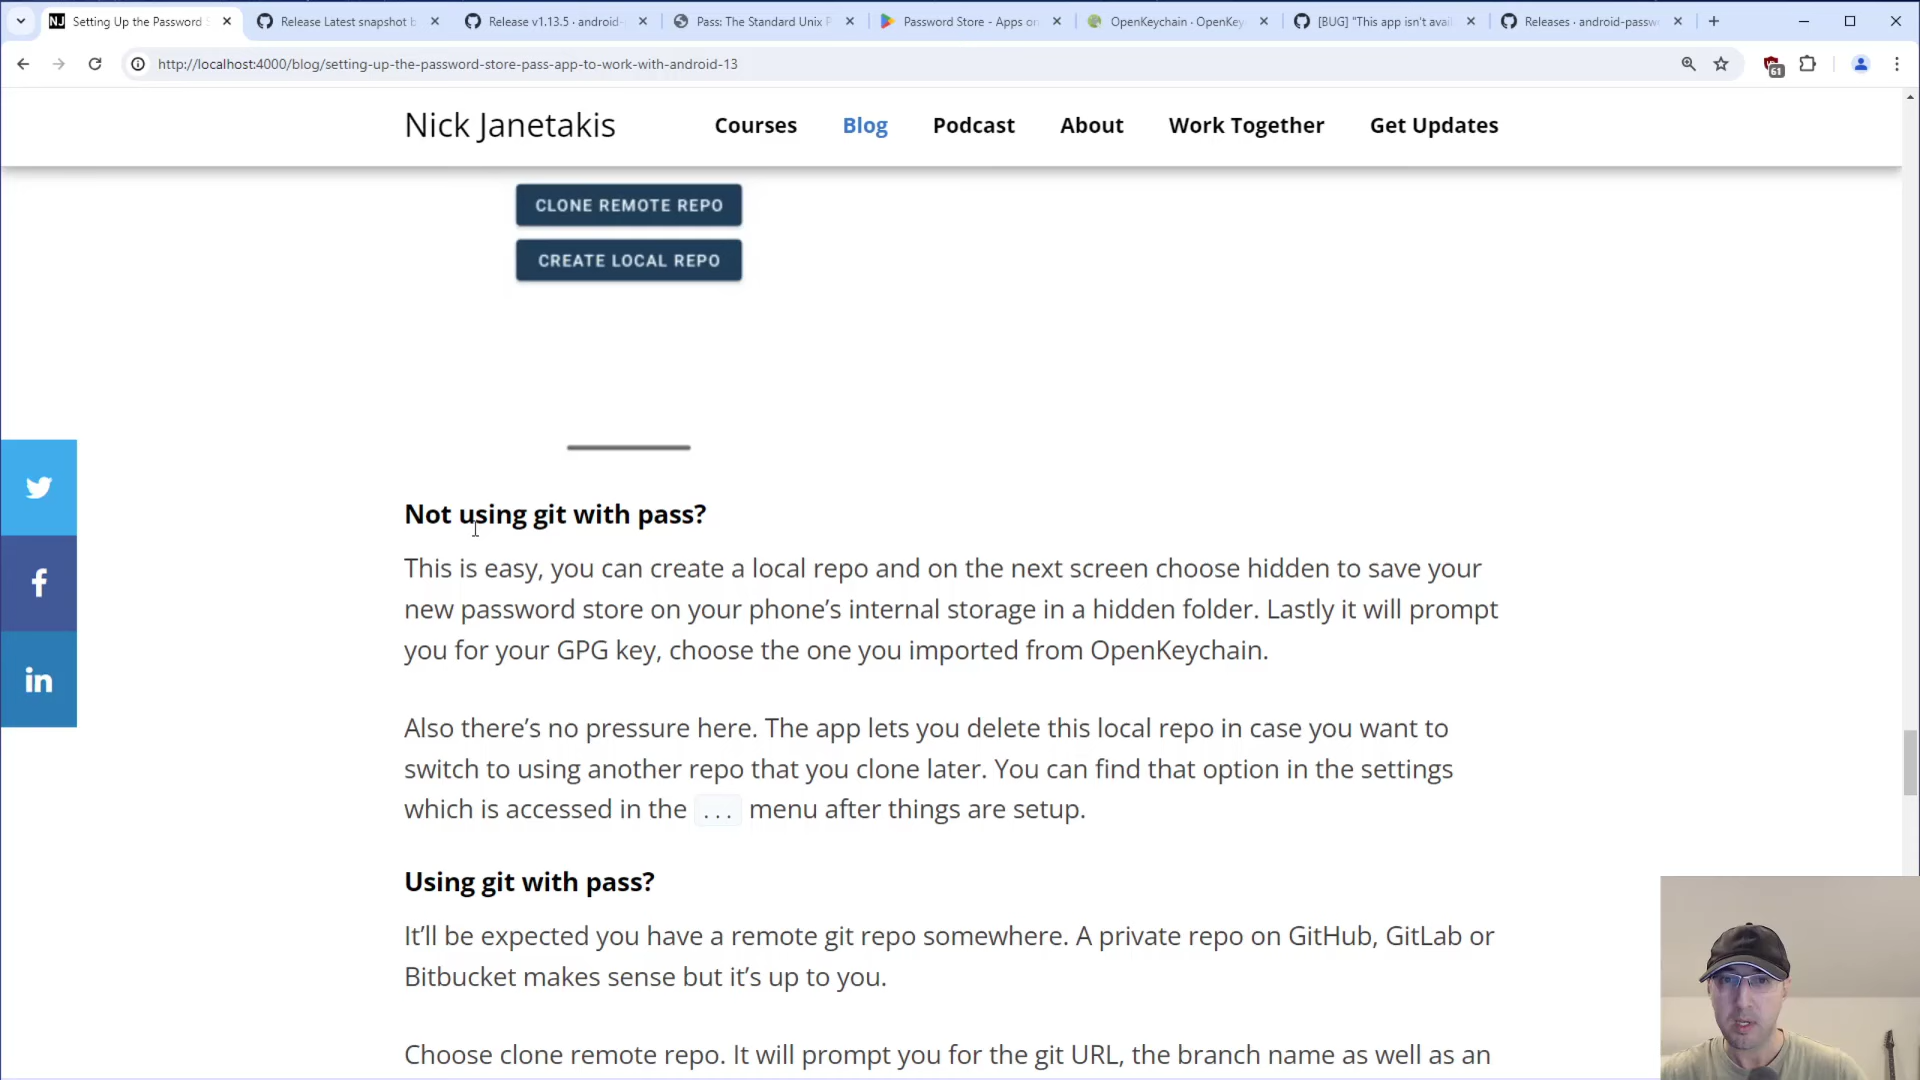 Setting Up the Password S
Release Latest snapshot b
Release v1.13.5 · android-
Pass: The Standard Unix P
Password Store - Apps on
OpenKeychain · OpenKey
[BUG] "This app isn't avai
Releases · android-passw
http://localhost:4000/blog/setting-up-the-password-store-pass-app-to-work-with-android-13
61
Nick Janetakis
Courses
Blog
Podcast
About
Work Together
Get Updates
CLONE REMOTE REPO
CREATE LOCAL REPO
Not using git with pass?
This is easy, you can create a local repo and on the next screen choose hidden to save your
new password store on your phone’s internal storage in a hidden folder. Lastly it will prompt
you for your GPG key, choose the one you imported from OpenKeychain.
Also there’s no pressure here. The app lets you delete this local repo in case you want to
switch to using another repo that you clone later. You can find that option in the settings
which is accessed in the ... menu after things are setup.
Using git with pass?
It’ll be expected you have a remote git repo somewhere. A private repo on GitHub, GitLab or
Bitbucket makes sense but it’s up to you.
Choose clone remote repo. It will prompt you for the git URL, the branch name as well as an